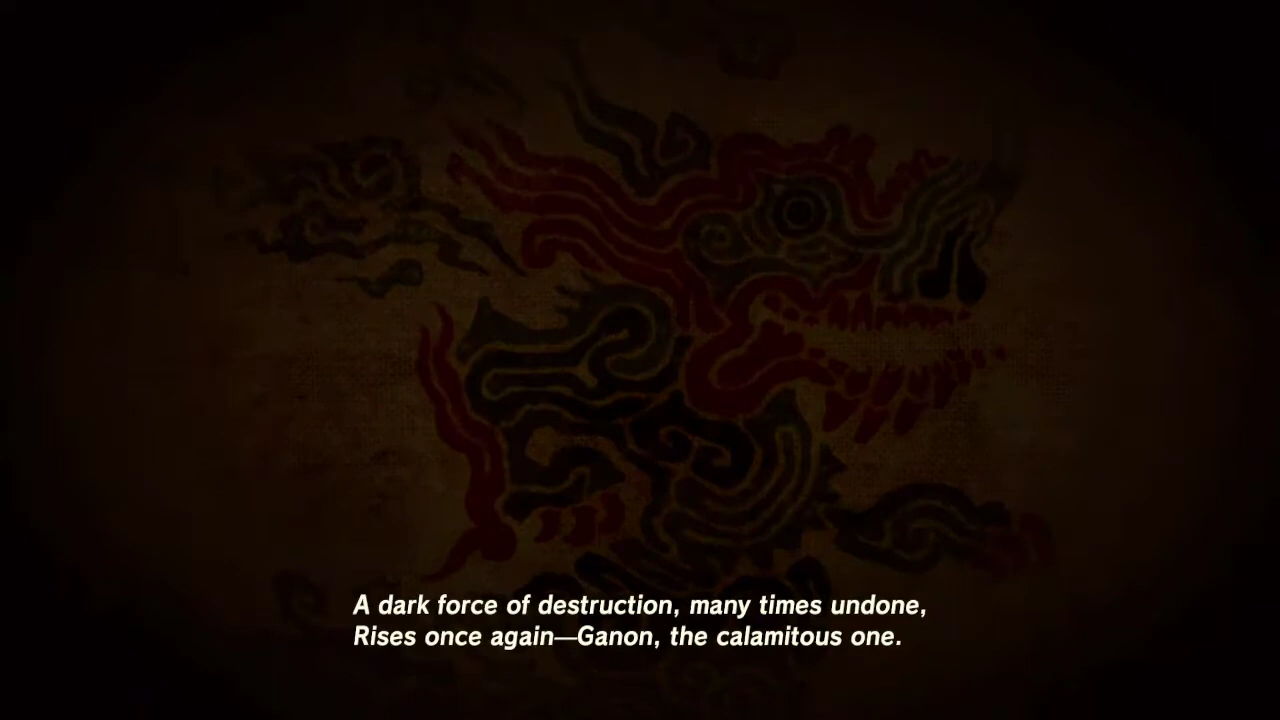 A dark force of destruction, many times undone,
Rises once again—Ganon, the calamitous one.